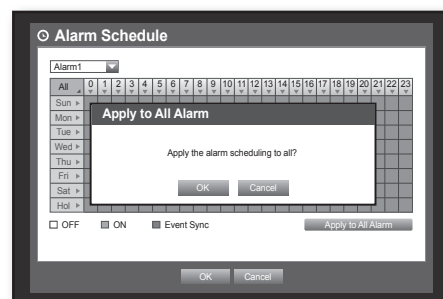 Alarm Schedule
Alarm1
All 0 1 2 3 4 5 6 7 8 9 10 11 12 13 14 15 16 17 18 19 20 21 22 23
Sun
Mon
Apply to All Alarm
Tue
Wed
Apply the alarm scheduling to all?
Thu
Fri
OK Cancel
Sat
Hol
OFF ON Event Sync Apply to All Alarm
OK Cancel